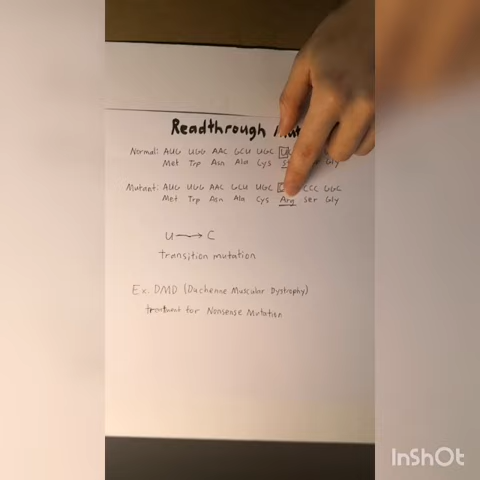 Readthrough
Normal: AUG UGG AAC GCU UGC
Met Trp Asn Ala Cys Gly
Mutant: AUG UGG AAC GCU UGC CCC GGC
Met Trp Asn Ala Cys Arg Ser Gly
U → C
transition mutation
Ex. DMD (Duchenne Muscular Dystrophy)
treatment for Nonsense Mutation
InShOt